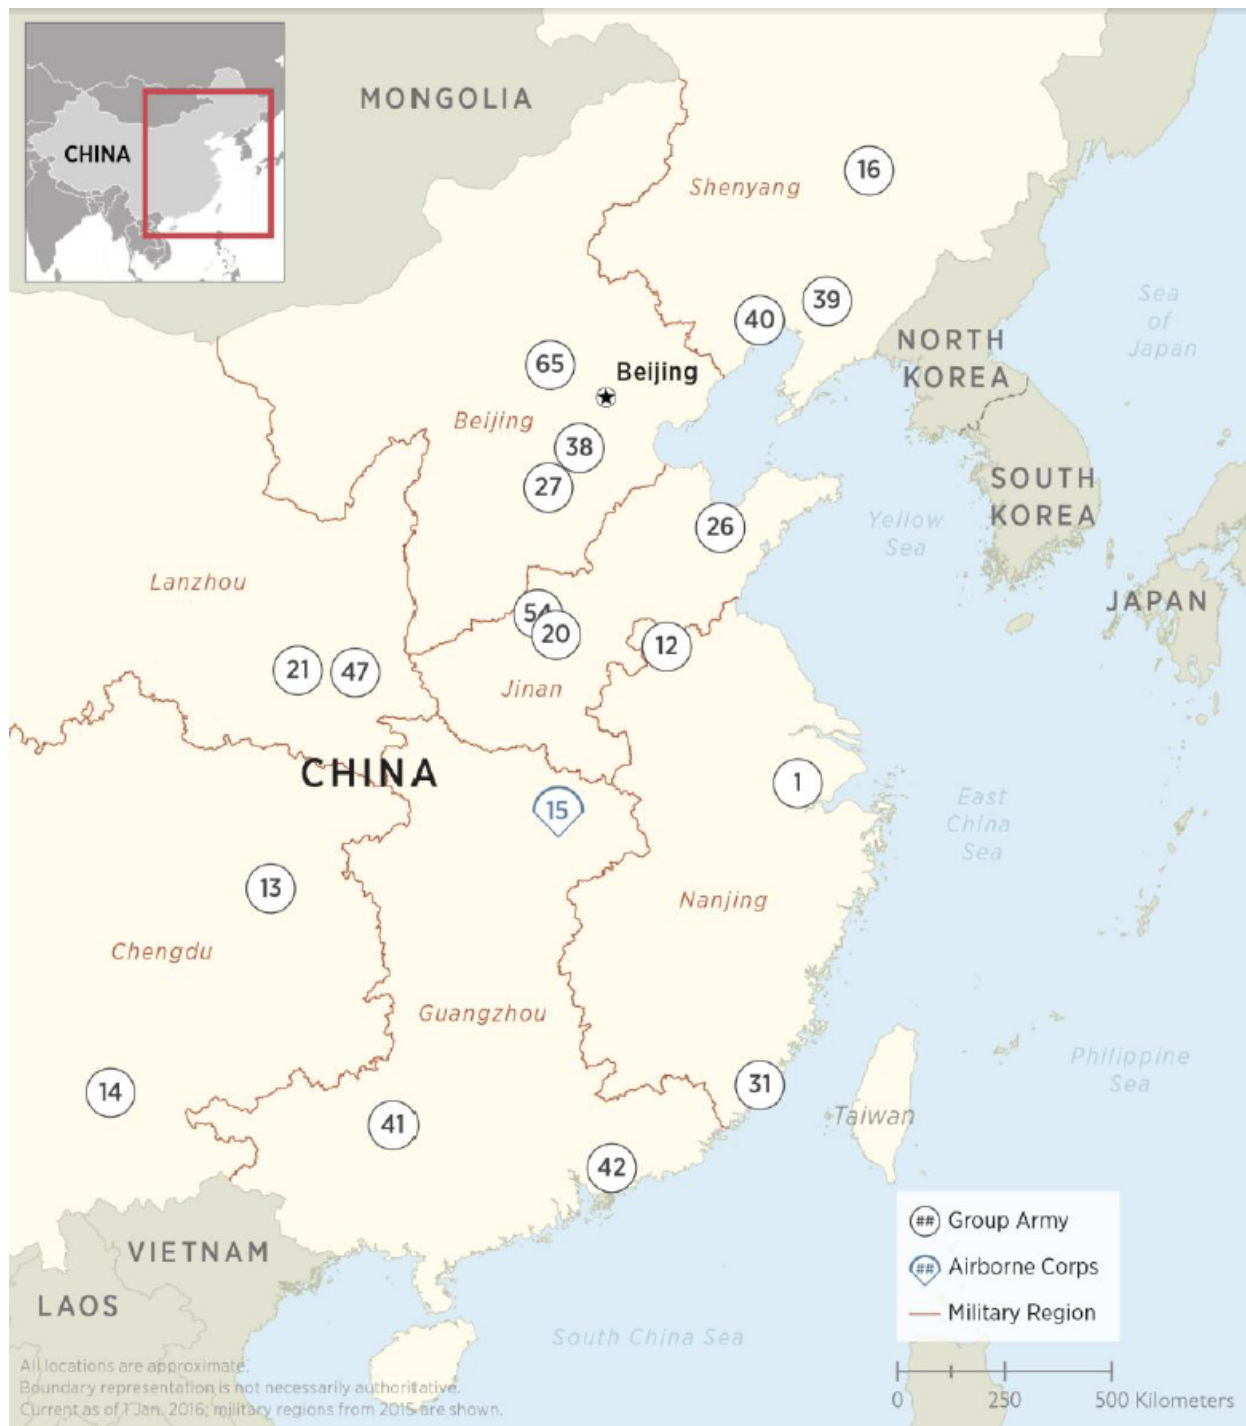 MONGOLIA
CHINA
16
Shenyang
39
40
Sea
of
Japan
NORTH
KOREA
65
Beijing
Beijing
38
27
SOUTH
KOREA
26
Yellow
Sea
Lanzhou
JAPAN
54
20
12
21
47
Jinan
CHINA
1
15
East
China
Sea
13
Nanjing
Chengdu
Guangzhou
Philippine
Sea
14
31
41
Taiwan
42
## Group Army
## Airborne Corps
Military Region
VIETNAM
LAOS
South China Sea
All locations are approximate.
Boundary representation is not necessarily authoritative.
Current as of 1 Jan. 2016; military regions from 2015 are shown.
0 250 500 Kilometers